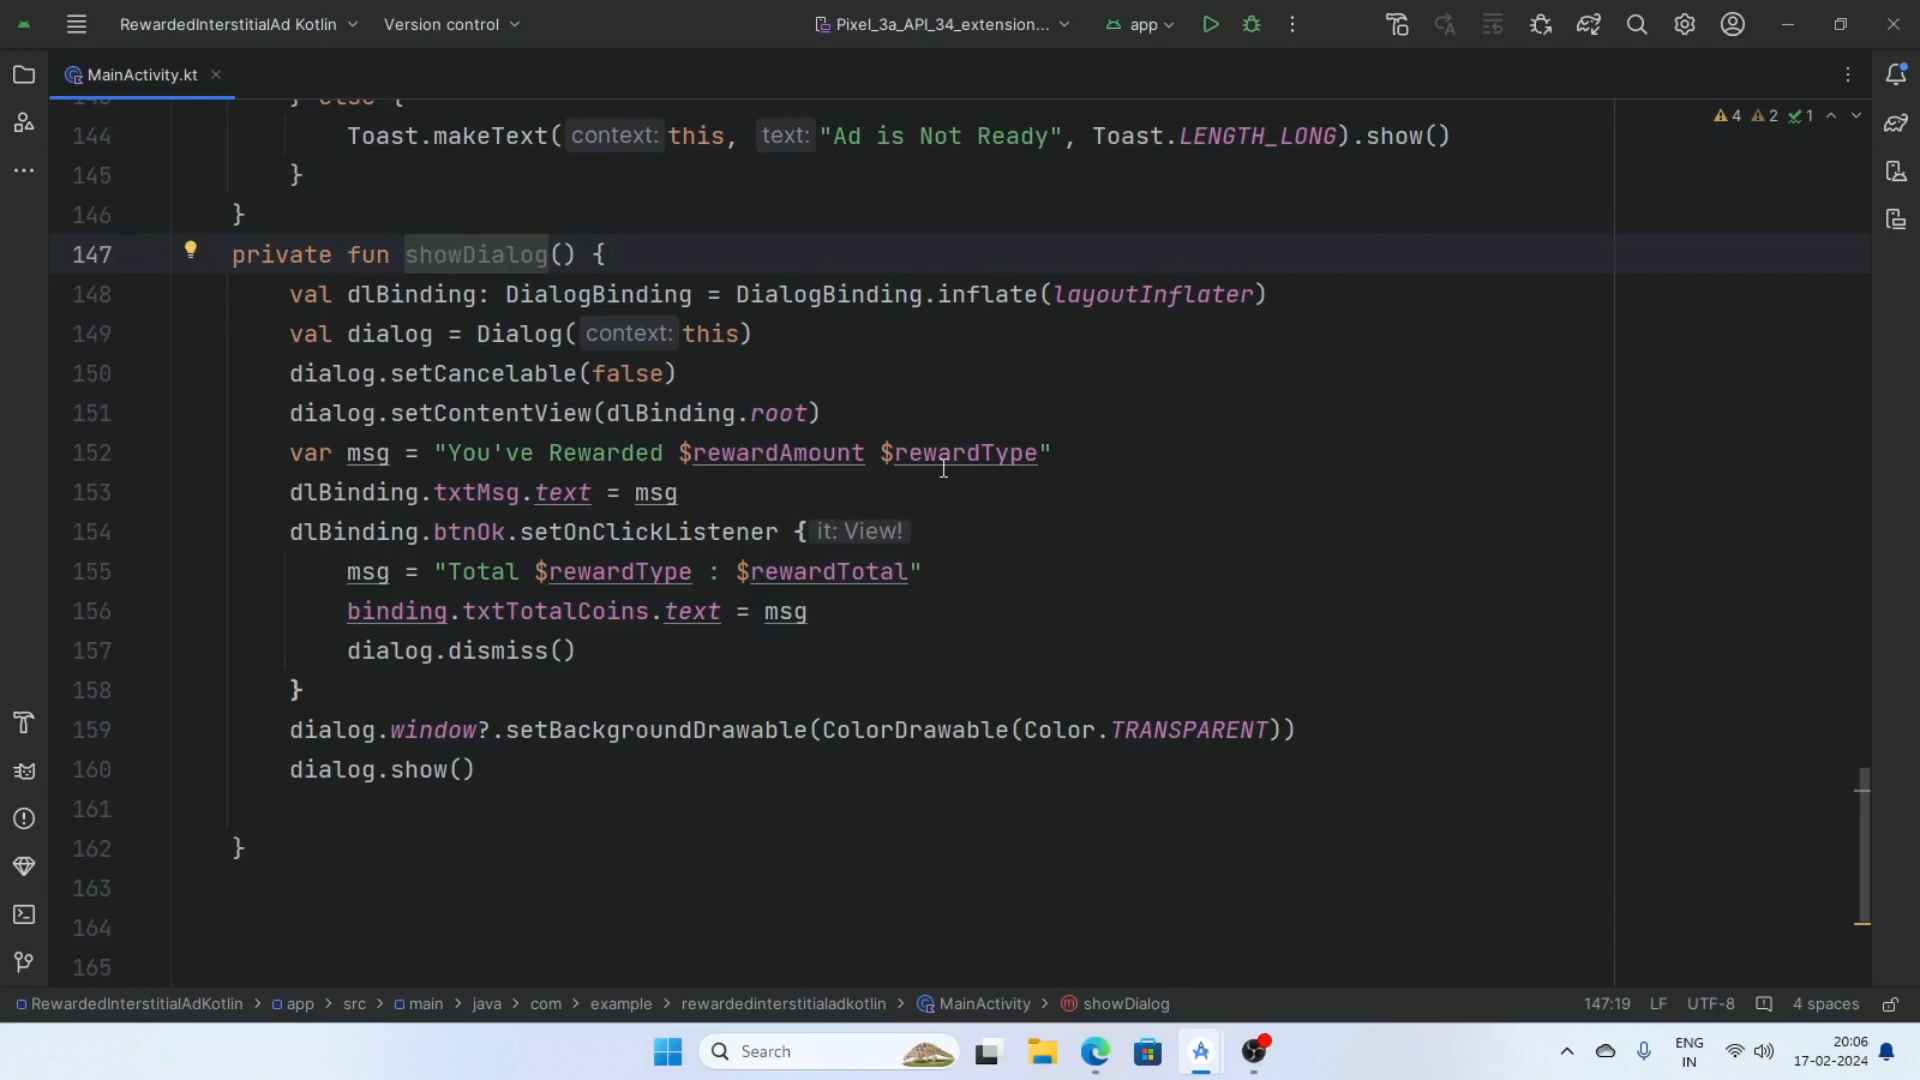 RewardedInterstitialAd Kotlin
Version control
Pixel_3a_API_34_extension...
app
MainActivity.kt
} else {
4 2 1
144 Toast.makeText( context: this, text: "Ad is Not Ready", Toast.LENGTH_LONG).show()
145 }
146 }
147 private fun showDialog() {
148 val dlBinding: DialogBinding = DialogBinding.inflate(layoutInflater)
149 val dialog = Dialog( context: this)
150 dialog.setCancelable(false)
151 dialog.setContentView(dlBinding.root)
152 var msg = "You've Rewarded $rewardAmount $rewardType"
153 dlBinding.txtMsg.text = msg
154 dlBinding.btnOk.setOnClickListener { it: View!
155 msg = "Total $rewardType : $rewardTotal"
156 binding.txtTotalCoins.text = msg
157 dialog.dismiss()
158 }
159 dialog.window?.setBackgroundDrawable(ColorDrawable(Color.TRANSPARENT))
160 dialog.show()
161
162 }
163
164
165
RewardedInterstitialAdKotlin > app > src > main > java > com > example > rewardedinterstitialadkotlin > MainActivity > showDialog
147:19 LF UTF-8 4 spaces
Search
ENG
IN
20:06
17-02-2024